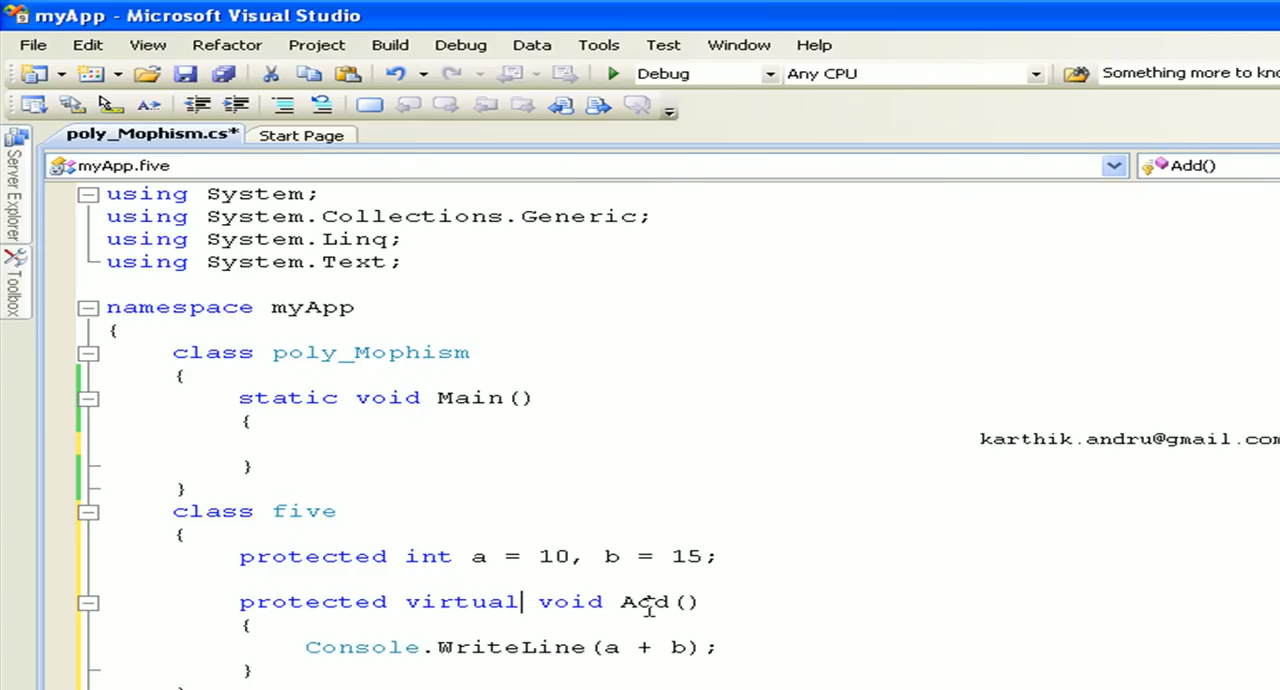 myApp - Microsoft Visual Studio
File Edit View Refactor Project Build Debug Data Tools Test Window Help
Debug Any CPU Something more to kno
poly_Mophism.cs* Start Page
Server Explorer
Toolbox
myApp.five Add()
using System;
using System.Collections.Generic;
using System.Linq;
using System.Text;
namespace myApp
{
class poly_Mophism
{
static void Main()
{
karthik.andru@gmail.com
}
}
class five
{
protected int a = 10, b = 15;
protected virtual void Add()
{
Console.WriteLine(a + b);
}